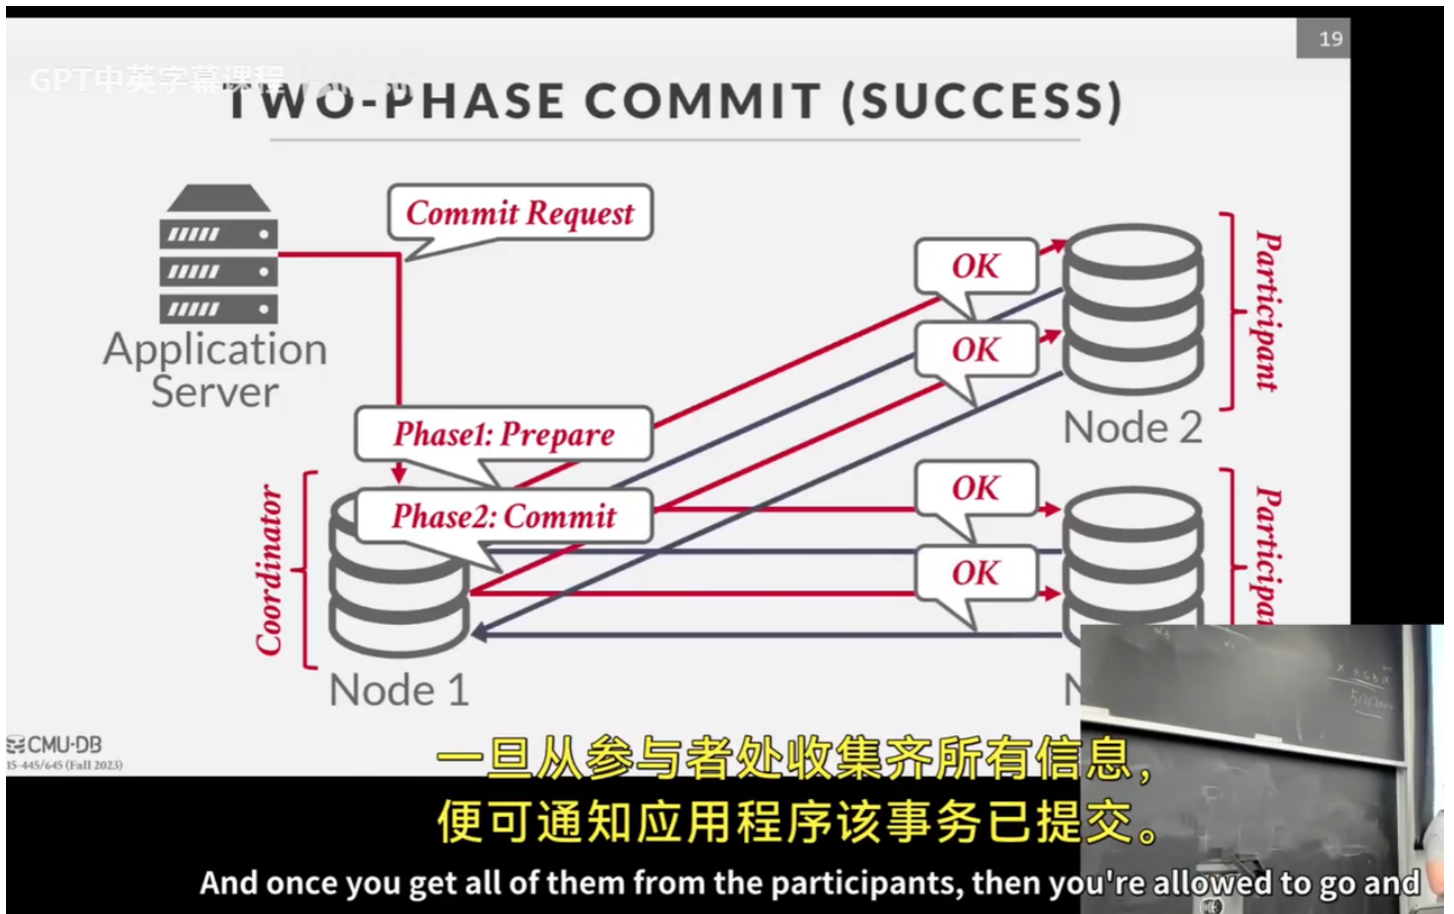 19
GPT中英字幕课程
TWO-PHASE COMMIT (SUCCESS)
Commit Request
OK
OK
Participant
Application
Server
Node 2
Phase1: Prepare
Phase2: Commit
OK
OK
Coordinator
Node 1
CMU·DB
15-445/645 (Fall 2023)
一旦从参与者处收集齐所有信息，
便可通知应用程序该事务已提交。
And once you get all of them from the participants, then you're allowed to go and